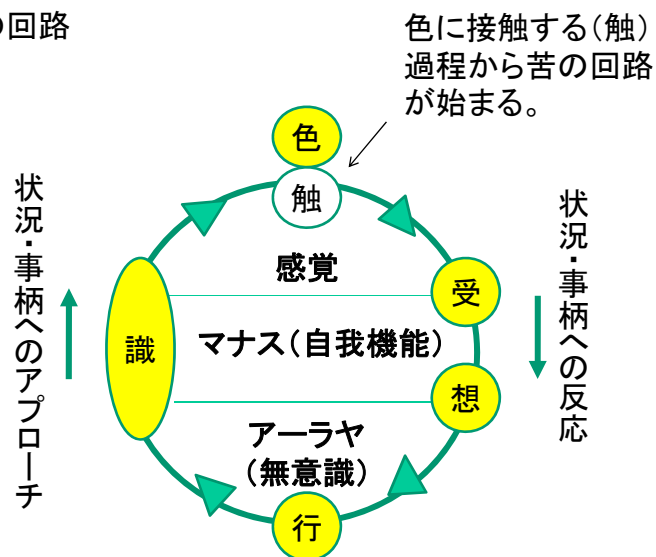 の回路
色に接触する(触)
過程から苦の回路
が始まる。
色
触
状況・事柄へのアプローチ
状況・事柄への反応
感覚
受
識
マナス(自我機能)
想
アーラヤ
(無意識)
行